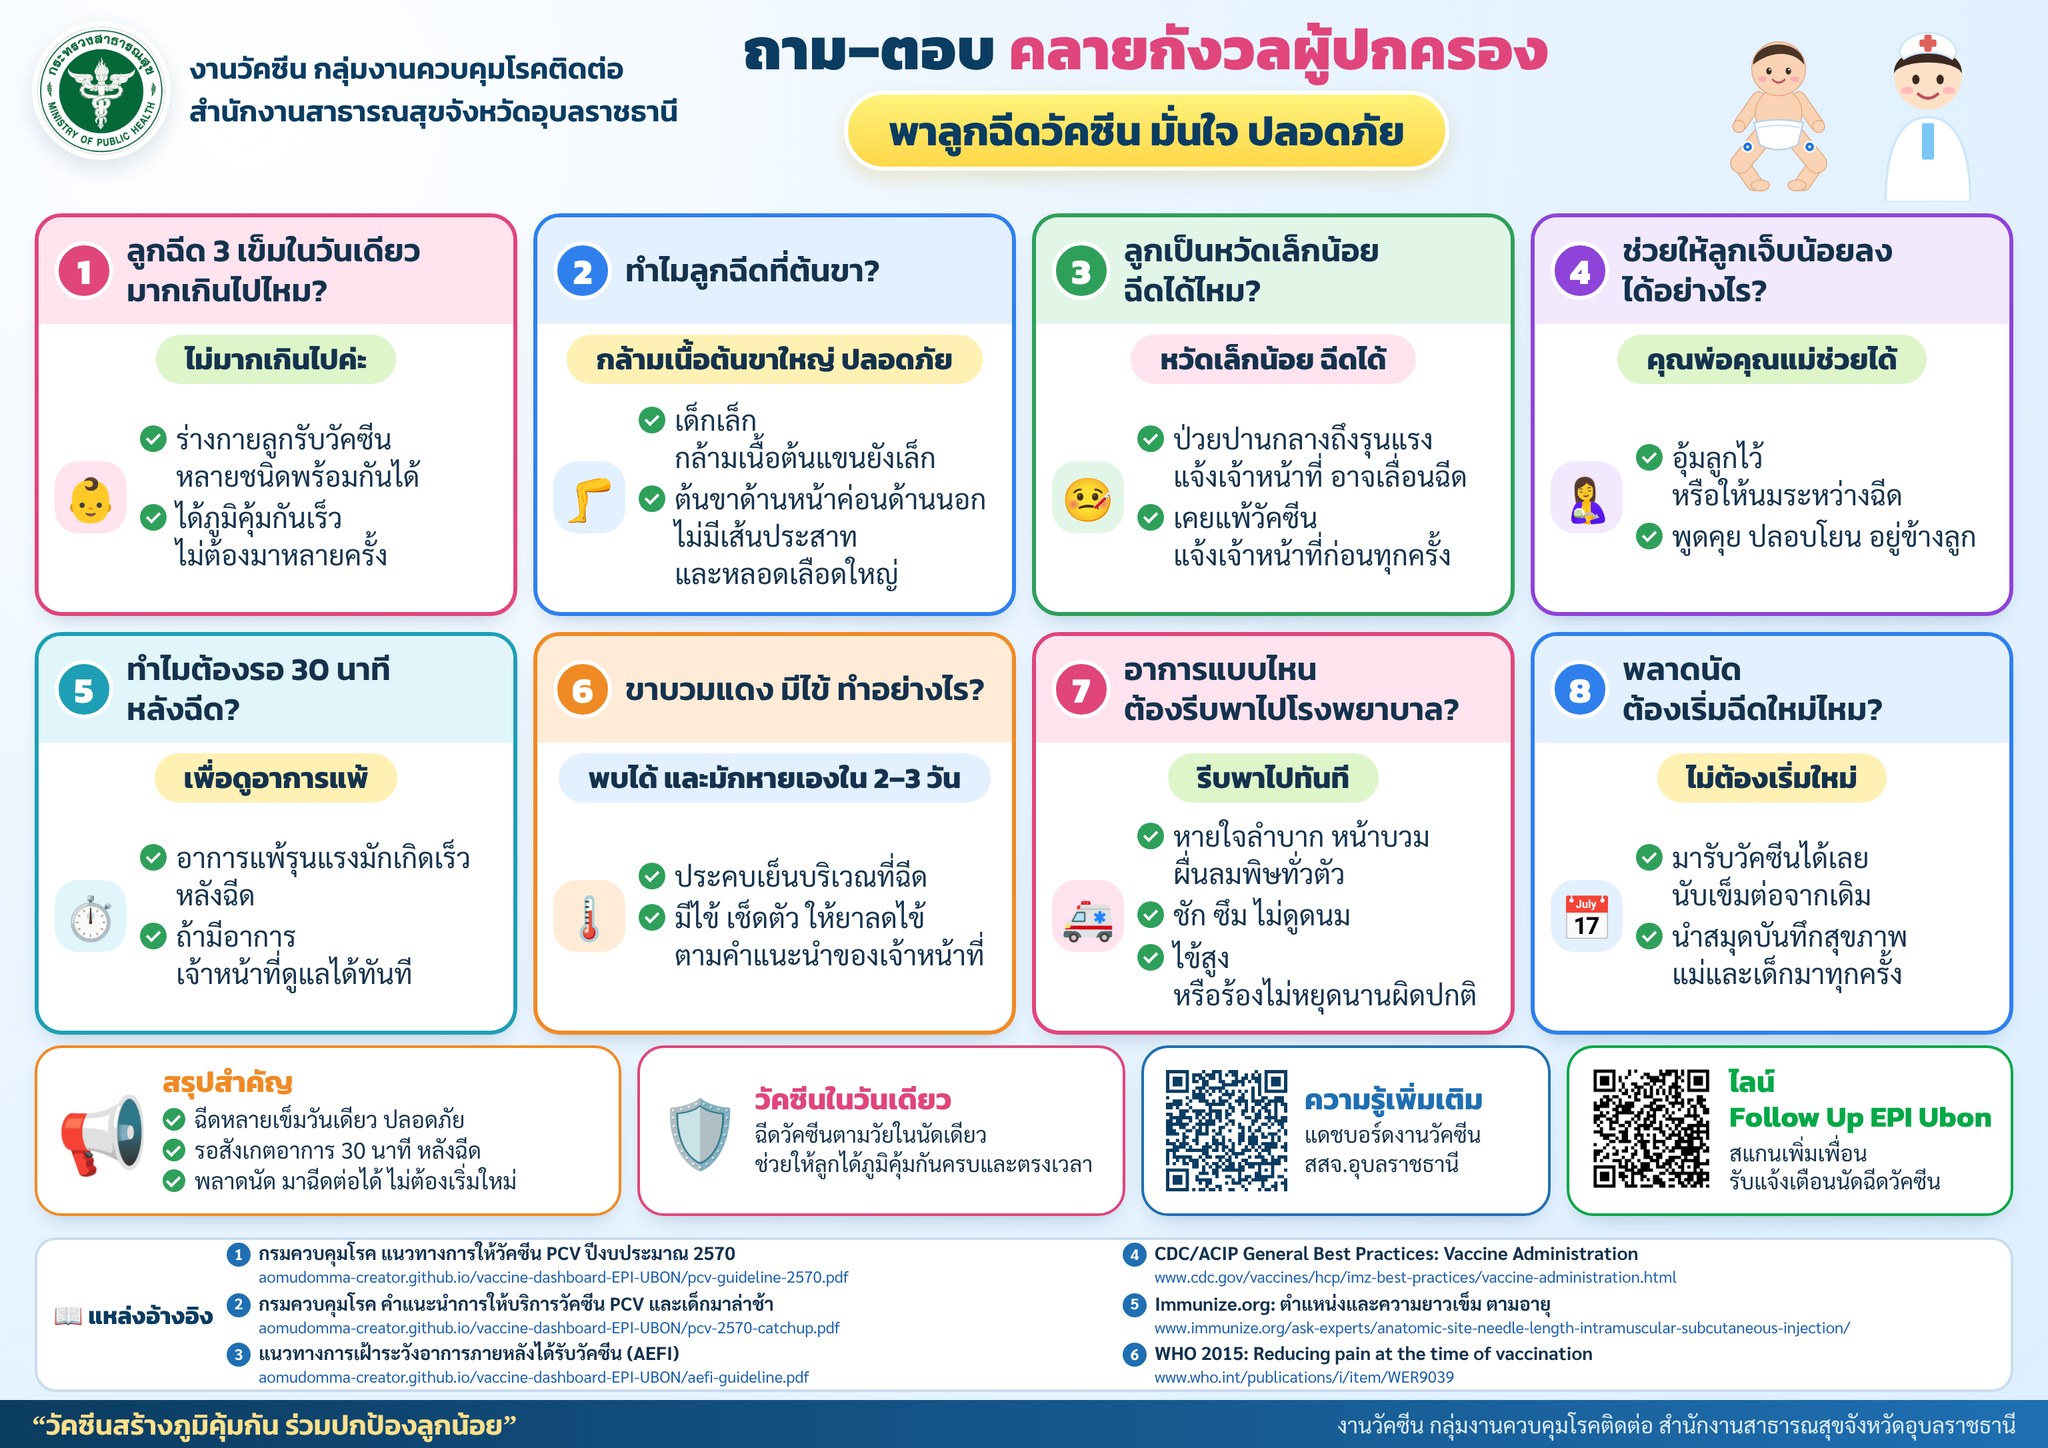 กระทรวงสาธารณสุข
MINISTRY OF PUBLIC HEALTH
งานวัคซีน กลุ่มงานควบคุมโรคติดต่อ
สำนักงานสาธารณสุขจังหวัดอุบลราชธานี
ถาม–ตอบ คลายกังวลผู้ปกครอง
พาลูกฉีดวัคซีน มั่นใจ ปลอดภัย
1
ลูกฉีด 3 เข็มในวันเดียว
มากเกินไปไหม?
ไม่มากเกินไปค่ะ
ร่างกายลูกรับวัคซีน
หลายชนิดพร้อมกันได้
ได้ภูมิคุ้มกันเร็ว
ไม่ต้องมาหลายครั้ง
2
ทำไมลูกฉีดที่ต้นขา?
กล้ามเนื้อต้นขาใหญ่ ปลอดภัย
เด็กเล็ก
กล้ามเนื้อต้นแขนยังเล็ก
ต้นขาด้านหน้าค่อนด้านนอก
ไม่มีเส้นประสาท
และหลอดเลือดใหญ่
3
ลูกเป็นหวัดเล็กน้อย
ฉีดได้ไหม?
หวัดเล็กน้อย ฉีดได้
ป่วยปานกลางถึงรุนแรง
แจ้งเจ้าหน้าที่ อาจเลื่อนฉีด
เคยแพ้วัคซีน
แจ้งเจ้าหน้าที่ก่อนทุกครั้ง
4
ช่วยให้ลูกเจ็บน้อยลง
ได้อย่างไร?
คุณพ่อคุณแม่ช่วยได้
อุ้มลูกไว้
หรือให้นมระหว่างฉีด
พูดคุย ปลอบโยน อยู่ข้างลูก
5
ทำไมต้องรอ 30 นาที
หลังฉีด?
เพื่อดูอาการแพ้
อาการแพ้รุนแรงมักเกิดเร็ว
หลังฉีด
ถ้ามีอาการ
เจ้าหน้าที่ดูแลได้ทันที
6
ขาบวมแดง มีไข้ ทำอย่างไร?
พบได้ และมักหายเองใน 2–3 วัน
ประคบเย็นบริเวณที่ฉีด
มีไข้ เช็ดตัว ให้ยาลดไข้
ตามคำแนะนำของเจ้าหน้าที่
7
อาการแบบไหน
ต้องรีบพาไปโรงพยาบาล?
รีบพาไปทันที
หายใจลำบาก หน้าบวม
ผื่นลมพิษทั่วตัว
ชัก ซึม ไม่ดูดนม
ไข้สูง
หรือร้องไม่หยุดนานผิดปกติ
8
พลาดนัด
ต้องเริ่มฉีดใหม่ไหม?
ไม่ต้องเริ่มใหม่
July
17
มารับวัคซีนได้เลย
นับเข็มต่อจากเดิม
นำสมุดบันทึกสุขภาพ
แม่และเด็กมาทุกครั้ง
สรุปสำคัญ
ฉีดหลายเข็มวันเดียว ปลอดภัย
รอสังเกตอาการ 30 นาที หลังฉีด
พลาดนัด มาฉีดต่อได้ ไม่ต้องเริ่มใหม่
วัคซีนในวันเดียว
ฉีดวัคซีนตามวัยในนัดเดียว
ช่วยให้ลูกได้ภูมิคุ้มกันครบและตรงเวลา
ความรู้เพิ่มเติม
แดชบอร์ดงานวัคซีน
สสจ.อุบลราชธานี
ไลน์
Follow Up EPI Ubon
สแกนเพิ่มเพื่อน
รับแจ้งเตือนนัดฉีดวัคซีน
แหล่งอ้างอิง
1 กรมควบคุมโรค แนวทางการให้วัคซีน PCV ปีงบประมาณ 2570
aomudomma-creator.github.io/vaccine-dashboard-EPI-UBON/pcv-guideline-2570.pdf
2 กรมควบคุมโรค คำแนะนำการให้บริการวัคซีน PCV และเด็กมาล่าช้า
aomudomma-creator.github.io/vaccine-dashboard-EPI-UBON/pcv-2570-catchup.pdf
3 แนวทางการเฝ้าระวังอาการภายหลังได้รับวัคซีน (AEFI)
aomudomma-creator.github.io/vaccine-dashboard-EPI-UBON/aefi-guideline.pdf
4 CDC/ACIP General Best Practices: Vaccine Administration
www.cdc.gov/vaccines/hcp/imz-best-practices/vaccine-administration.html
5 Immunize.org: ตำแหน่งและความยาวเข็ม ตามอายุ
www.immunize.org/ask-experts/anatomic-site-needle-length-intramuscular-subcutaneous-injection/
6 WHO 2015: Reducing pain at the time of vaccination
www.who.int/publications/i/item/WER9039
“วัคซีนสร้างภูมิคุ้มกัน ร่วมปกป้องลูกน้อย”
งานวัคซีน กลุ่มงานควบคุมโรคติดต่อ สำนักงานสาธารณสุขจังหวัดอุบลราชธานี